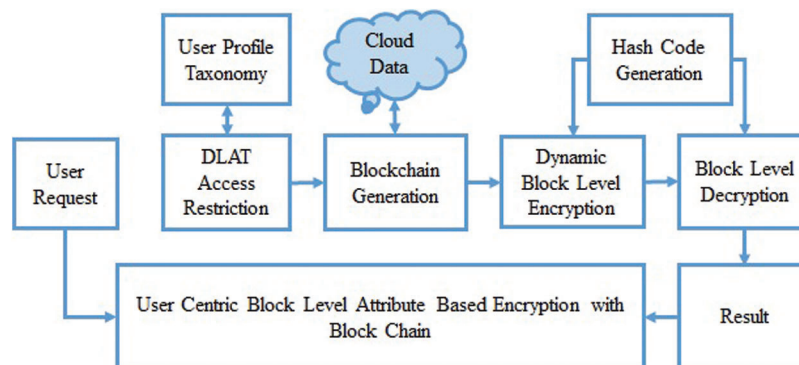 User Profile
Taxonomy
Cloud
Data
Hash Code
Generation
User
Request
DLAT
Access
Restriction
Blockchain
Generation
Dynamic
Block Level
Encryption
Block Level
Decryption
User Centric Block Level Attribute Based Encryption with
Block Chain
Result